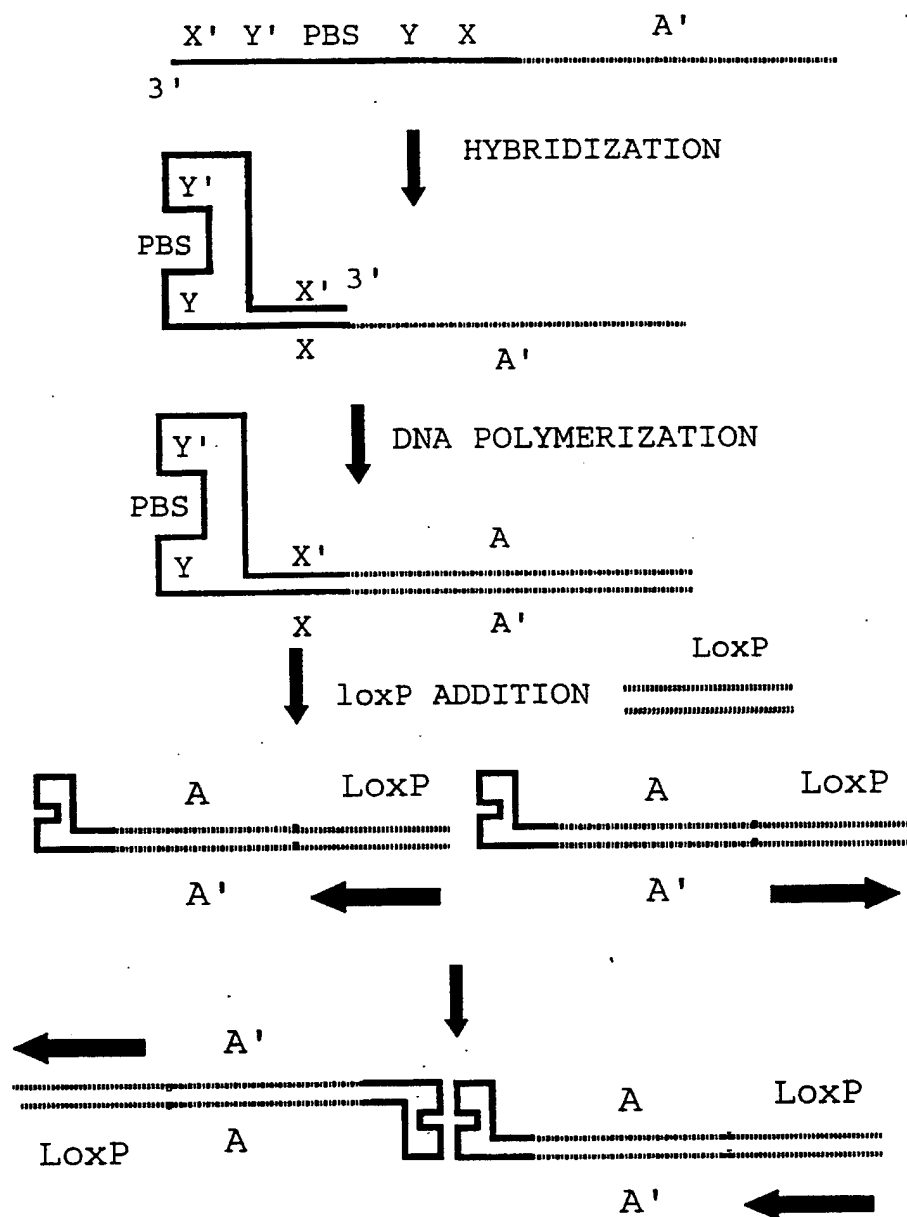 X' Y' PBS Y X A'
3'
HYBRIDIZATION
Y'
PBS
Y X' 3'
X A'
DNA POLYMERIZATION
Y'
PBS
A
Y X'
X A'
LoxP
loxP ADDITION
A LoxP A LoxP
A' A'
A'
A LoxP
LoxP A
A'